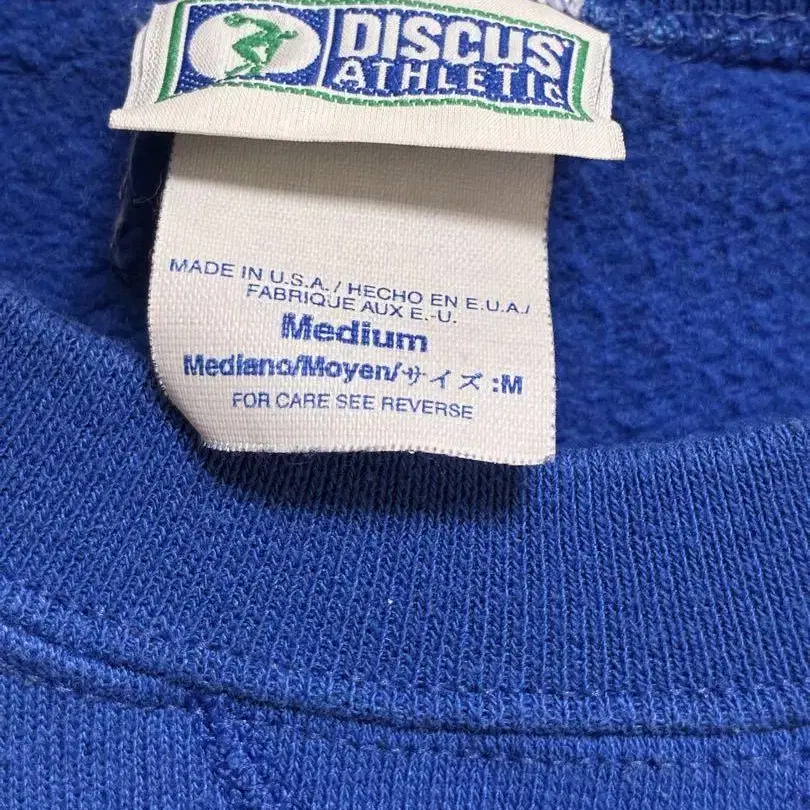 DISCUS
ATHLETIC
MADE IN U.S.A./ HECHO EN E.U.A./
FABRIQUE AUX E.-U.
Medium
Mediano/Moyen/サイズ :M
FOR CARE SEE REVERSE